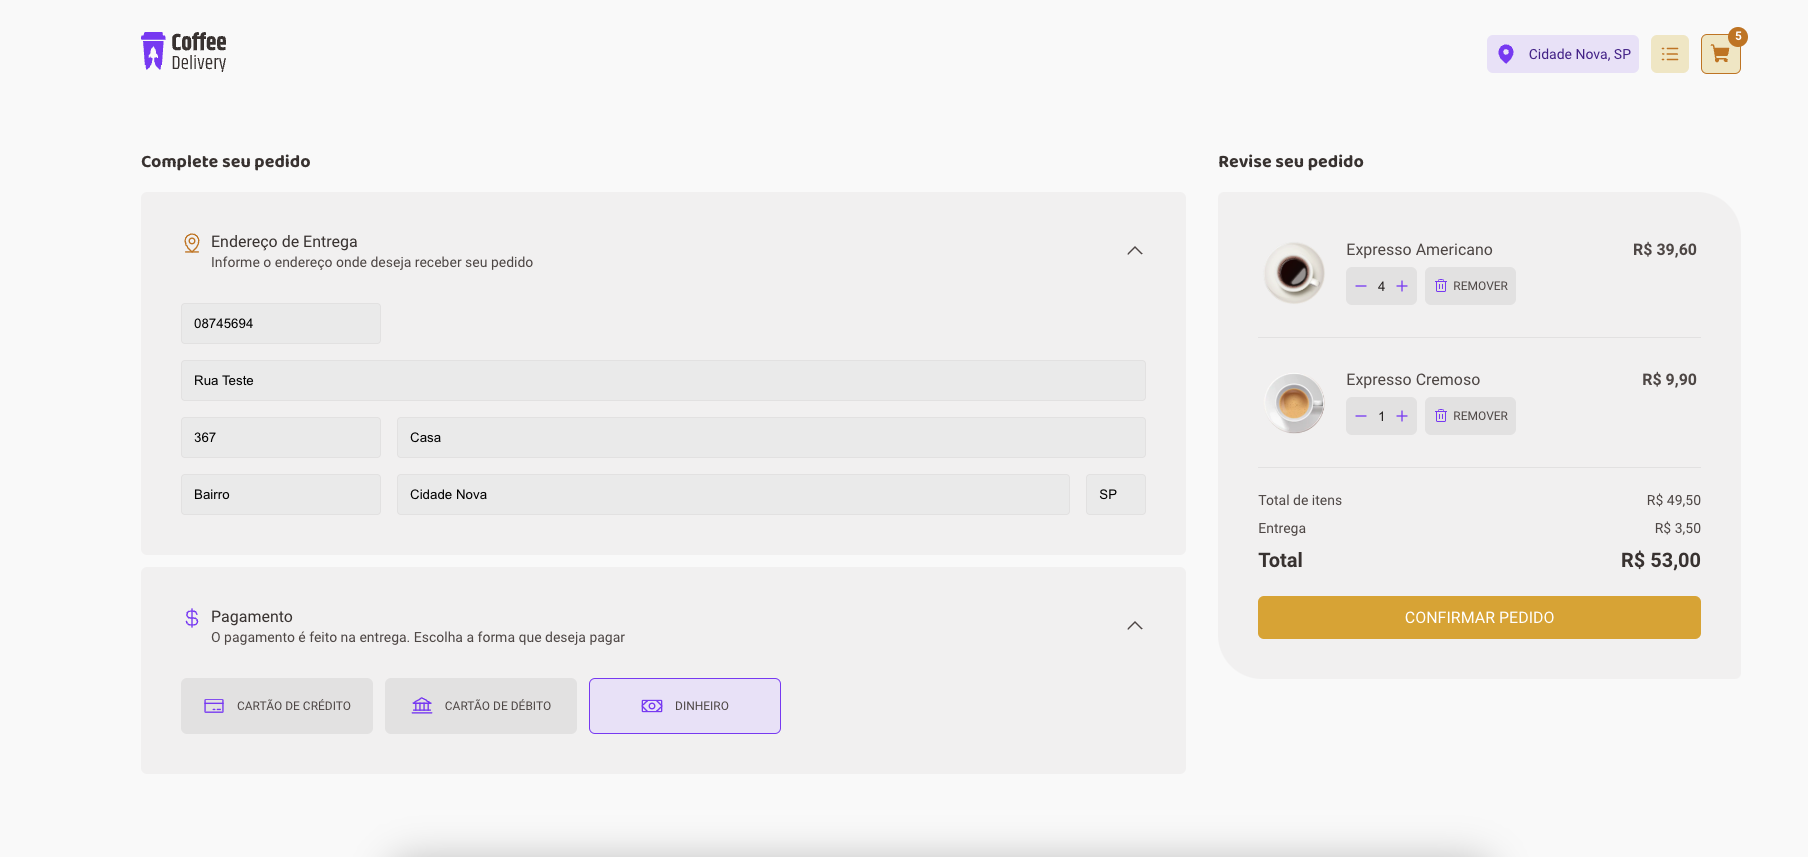 Coffee
Delivery
Cidade Nova, SP
5
Complete seu pedido
Endereço de Entrega
Informe o endereço onde deseja receber seu pedido
08745694
Rua Teste
367
Casa
Bairro
Cidade Nova
SP
Pagamento
O pagamento é feito na entrega. Escolha a forma que deseja pagar
CARTÃO DE CRÉDITO
CARTÃO DE DÉBITO
DINHEIRO
Revise seu pedido
Expresso Americano
R$ 39,60
4
REMOVER
Expresso Cremoso
R$ 9,90
1
REMOVER
Total de itens
R$ 49,50
Entrega
R$ 3,50
Total
R$ 53,00
CONFIRMAR PEDIDO